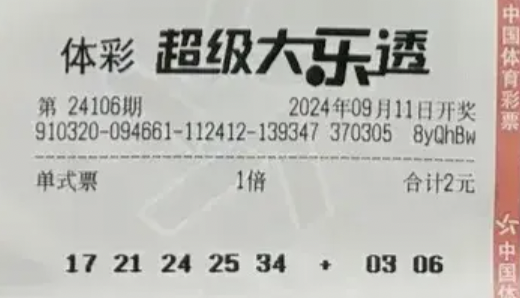 体彩 超级大乐透
第 24106期 2024年09月11日开奖
910320-094661-112412-139347 370305 8yQhBw
单式票 1倍 合计2元
17 21 24 25 34 + 03 06
中国体育彩票
中国体